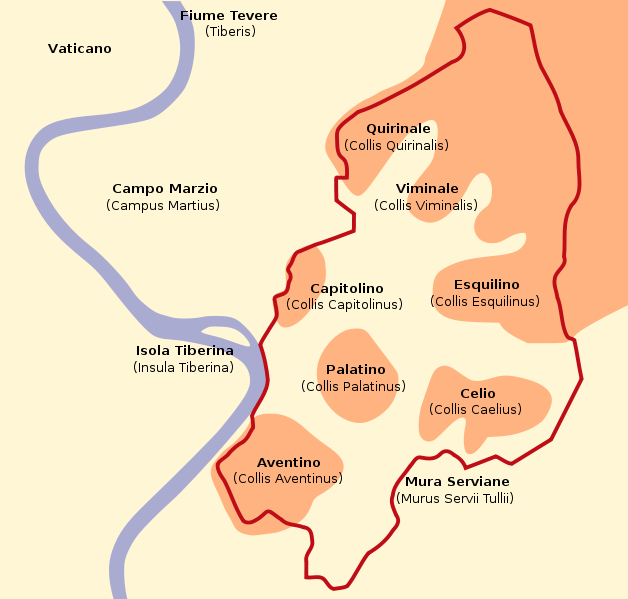 Fiume Tevere
(Tiberis)
Vaticano
Quirinale
(Collis Quirinalis)
Campo Marzio
(Campus Martius)
Viminale
(Collis Viminalis)
Capitolino
(Collis Capitolinus)
Esquilino
(Collis Esquilinus)
Isola Tiberina
(Insula Tiberina)
Palatino
(Collis Palatinus)
Celio
(Collis Caelius)
Aventino
(Collis Aventinus)
Mura Serviane
(Murus Servii Tullii)